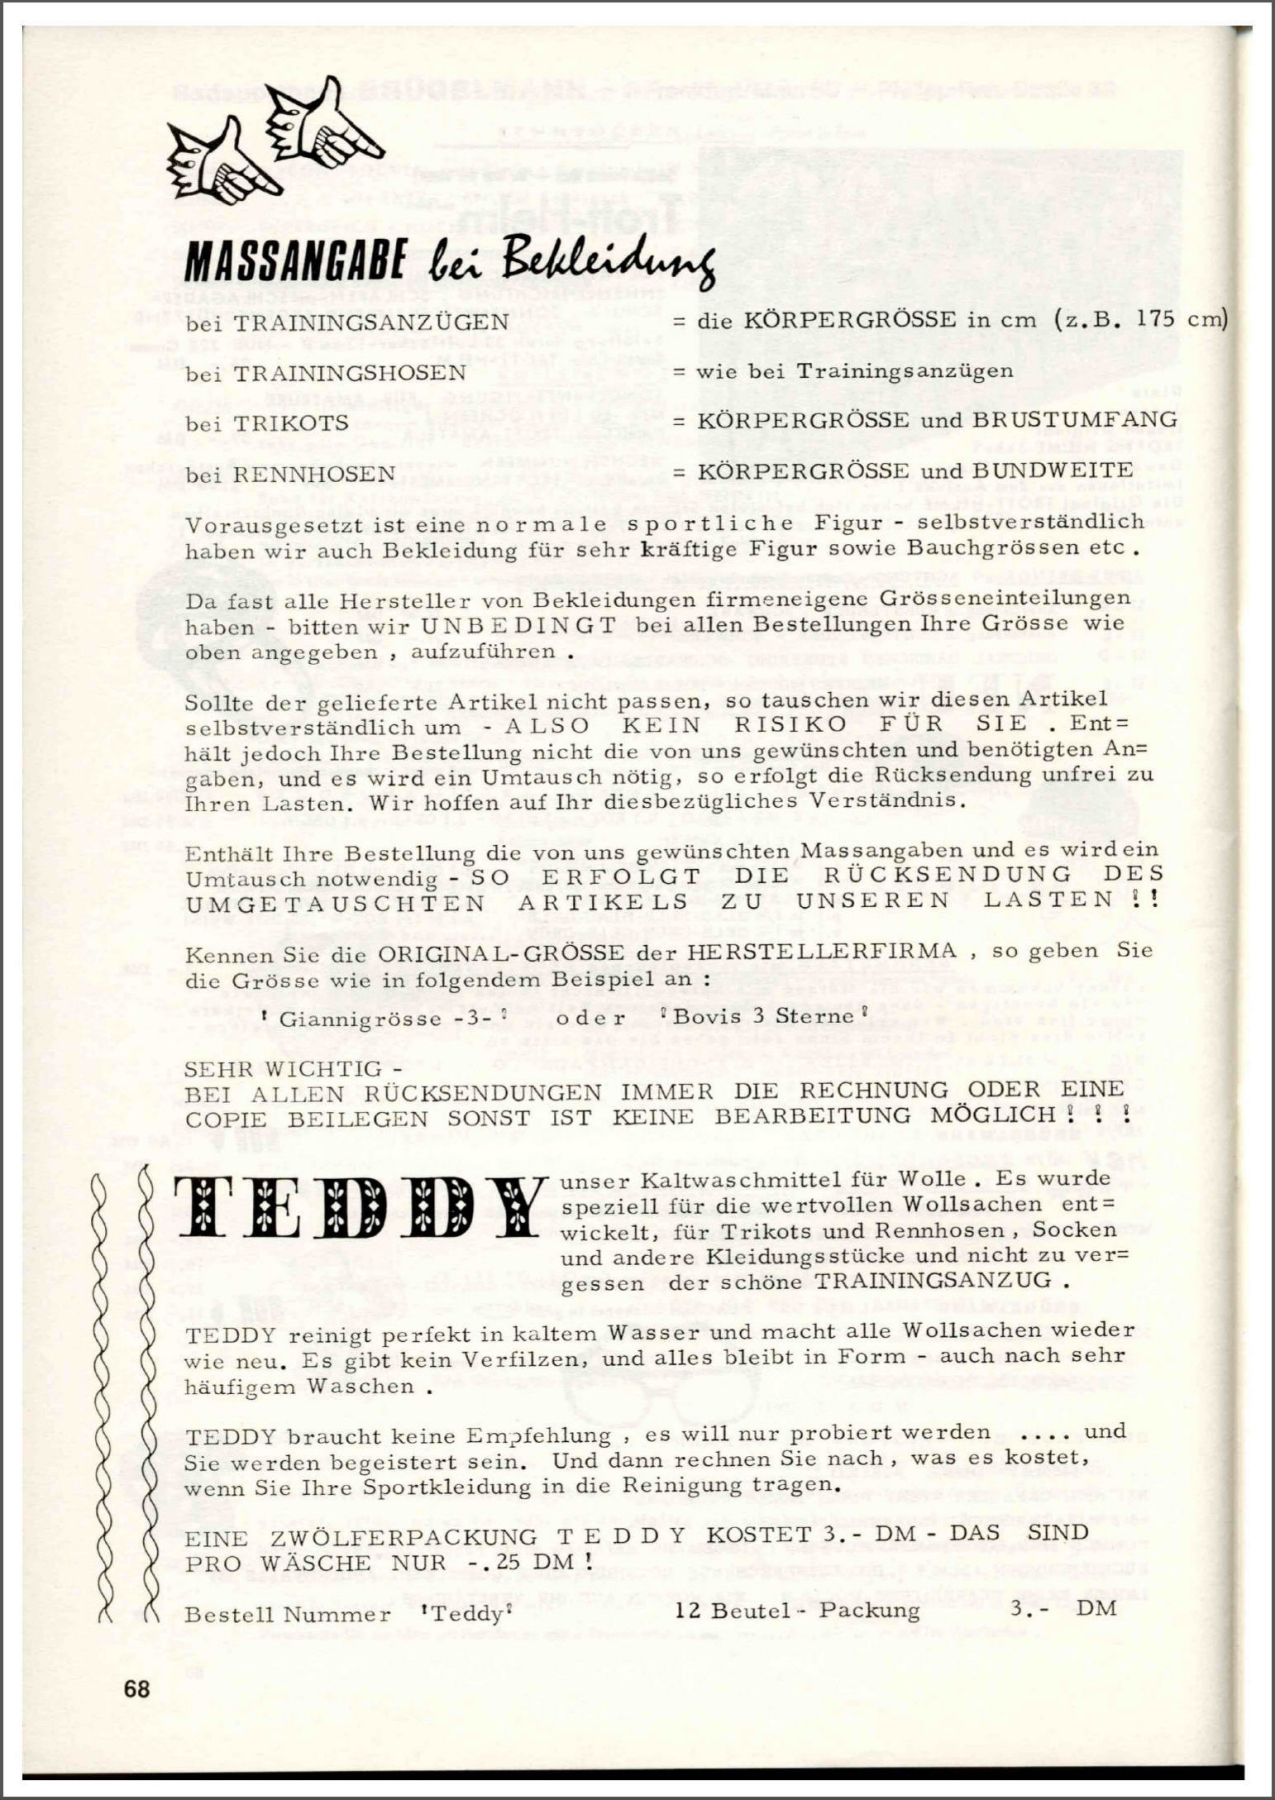 MASSANGABE bei Bekleidung
bei TRAININGSANZÜGEN = die KÖRPERGRÖSSE in cm (z.B. 175 cm)
bei TRAININGSHOSEN = wie bei Trainingsanzügen
bei TRIKOTS = KÖRPERGRÖSSE und BRUSTUMFANG
bei RENNHOSEN = KÖRPERGRÖSSE und BUNDWEITE
Vorausgesetzt ist eine normale sportliche Figur - selbstverständlich
haben wir auch Bekleidung für sehr kräftige Figur sowie Bauchgrössen etc .
Da fast alle Hersteller von Bekleidungen firmeneigene Grösseneinteilungen
haben - bitten wir UNBEDINGT bei allen Bestellungen Ihre Grösse wie
oben angegeben , aufzuführen .
Sollte der gelieferte Artikel nicht passen, so tauschen wir diesen Artikel
selbstverständlich um - ALSO KEIN RISIKO FÜR SIE . Ent=
hält jedoch Ihre Bestellung nicht die von uns gewünschten und benötigten An=
gaben, und es wird ein Umtausch nötig, so erfolgt die Rücksendung unfrei zu
Ihren Lasten. Wir hoffen auf Ihr diesbezügliches Verständnis.
Enthält Ihre Bestellung die von uns gewünschten Massangaben und es wird ein
Umtausch notwendig - SO ERFOLGT DIE RÜCKSENDUNG DES
UMGETAUSCHTEN ARTIKELS ZU UNSEREN LASTEN !!
Kennen Sie die ORIGINAL-GRÖSSE der HERSTELLERFIRMA , so geben Sie
die Grösse wie in folgendem Beispiel an :
' Giannigrösse -3- ' oder 'Bovis 3 Sterne'
SEHR WICHTIG -
BEI ALLEN RÜCKSENDUNGEN IMMER DIE RECHNUNG ODER EINE
COPIE BEILEGEN SONST IST KEINE BEARBEITUNG MÖGLICH ! ! !
TEDDY unser Kaltwaschmittel für Wolle . Es wurde
speziell für die wertvollen Wollsachen ent=
wickelt, für Trikots und Rennhosen , Socken
und andere Kleidungsstücke und nicht zu ver=
gessen der schöne TRAININGSANZUG .
TEDDY reinigt perfekt in kaltem Wasser und macht alle Wollsachen wieder
wie neu. Es gibt kein Verfilzen, und alles bleibt in Form - auch nach sehr
häufigem Waschen .
TEDDY braucht keine Empfehlung , es will nur probiert werden .... und
Sie werden begeistert sein. Und dann rechnen Sie nach , was es kostet,
wenn Sie Ihre Sportkleidung in die Reinigung tragen.
EINE ZWÖLFERPACKUNG TEDDY KOSTET 3.- DM - DAS SIND
PRO WÄSCHE NUR -.25 DM !
Bestell Nummer 'Teddy' 12 Beutel - Packung 3.- DM
68